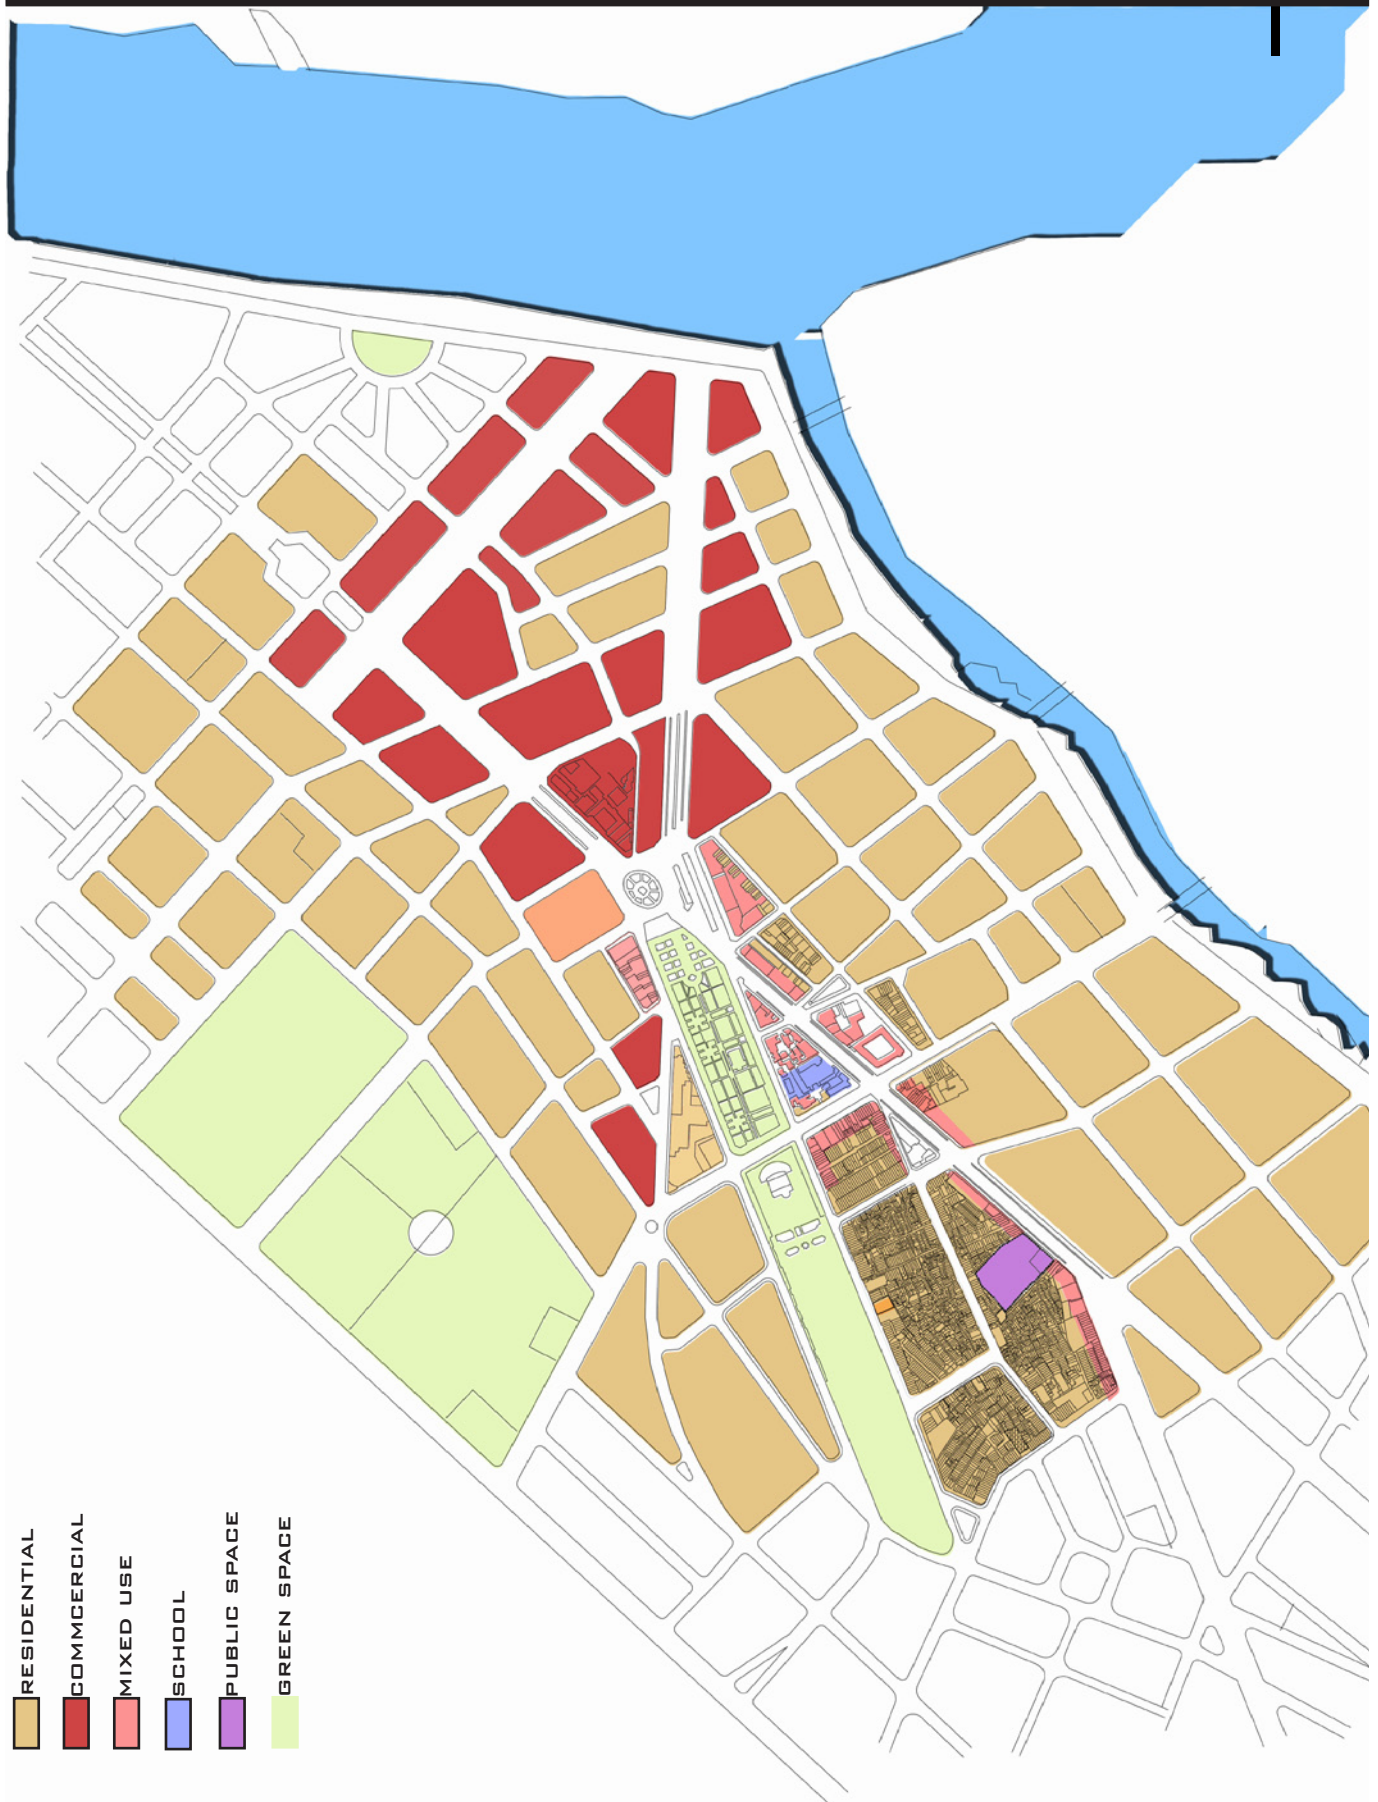 RESIDENTIAL
COMMCERCIAL
MIXED USE
SCHOOL
PUBLIC SPACE
GREEN SPACE